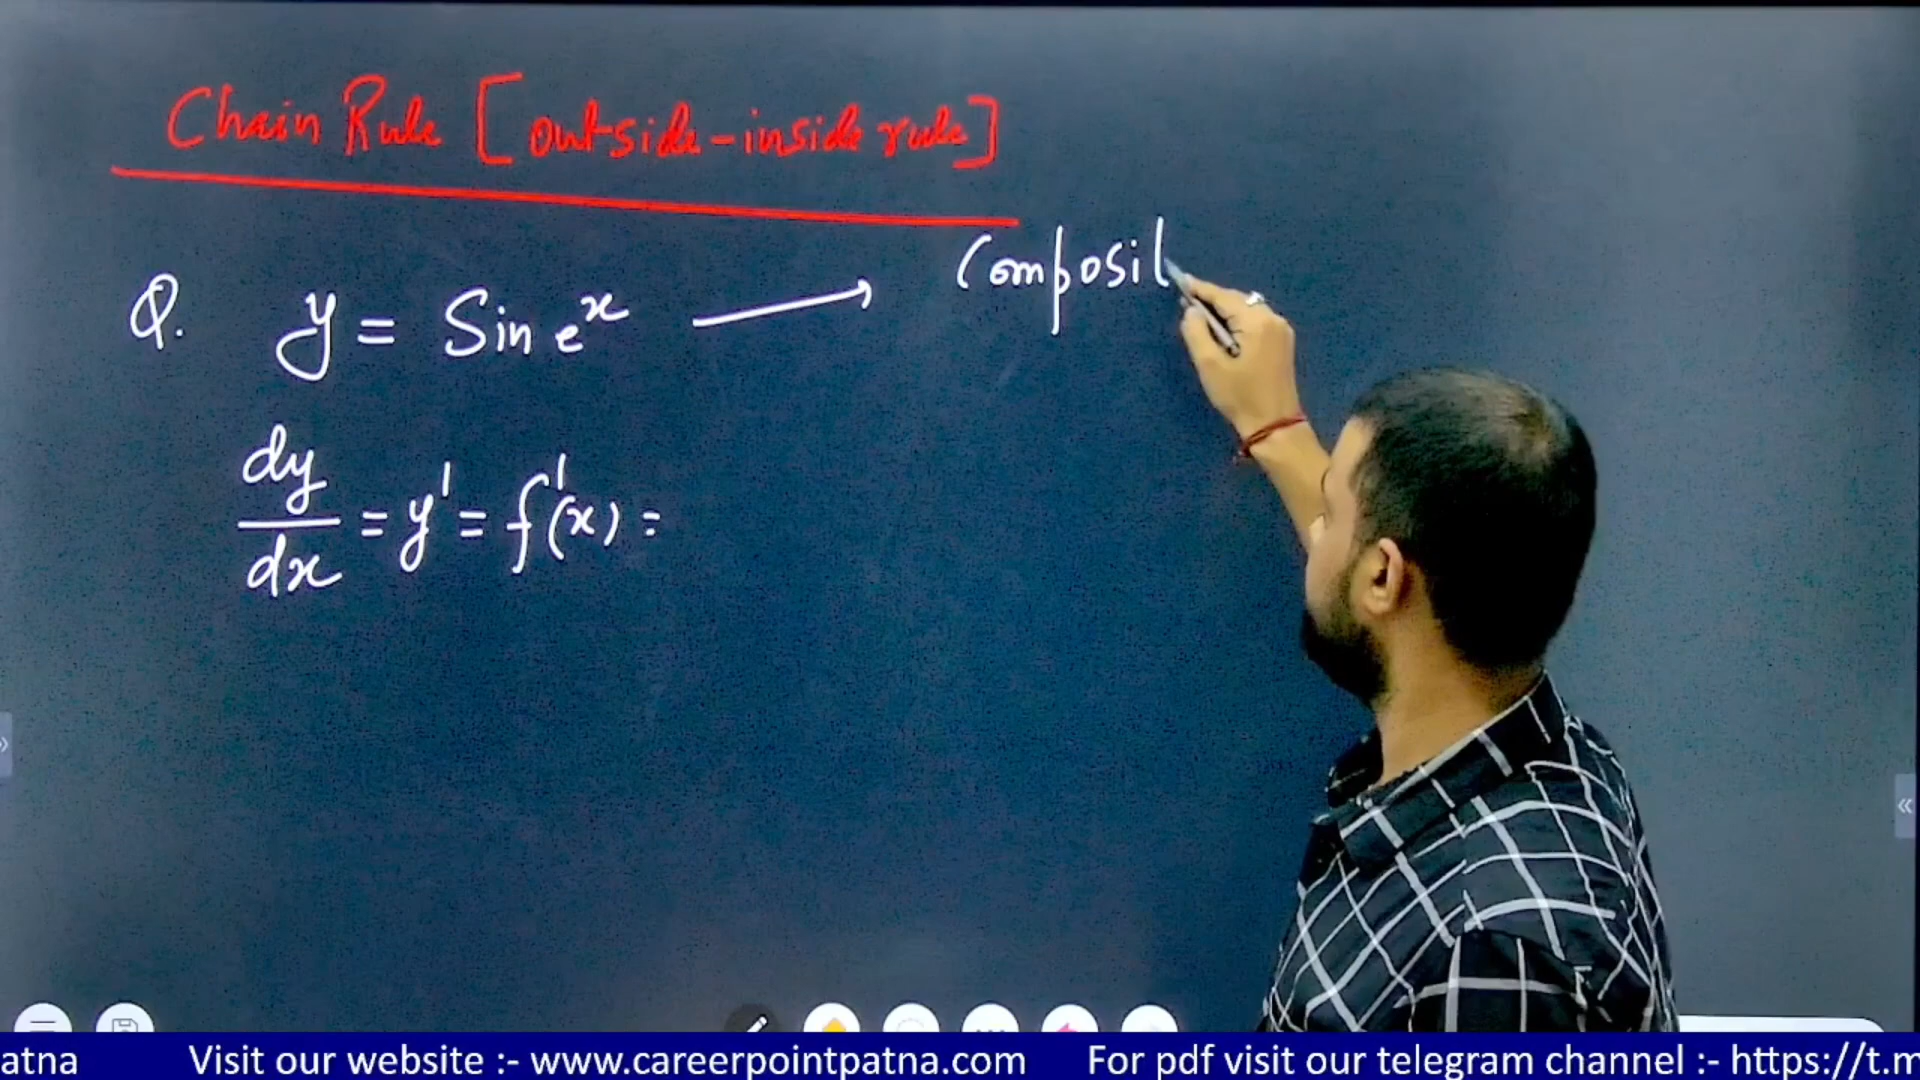 Chain Rule [outside-inside rule]
Q. y = Sin e^x ⟶ Composit
dy/dx = y' = f'(x) =
atna Visit our website :- www.careerpointpatna.com For pdf visit our telegram channel :- https://t.m